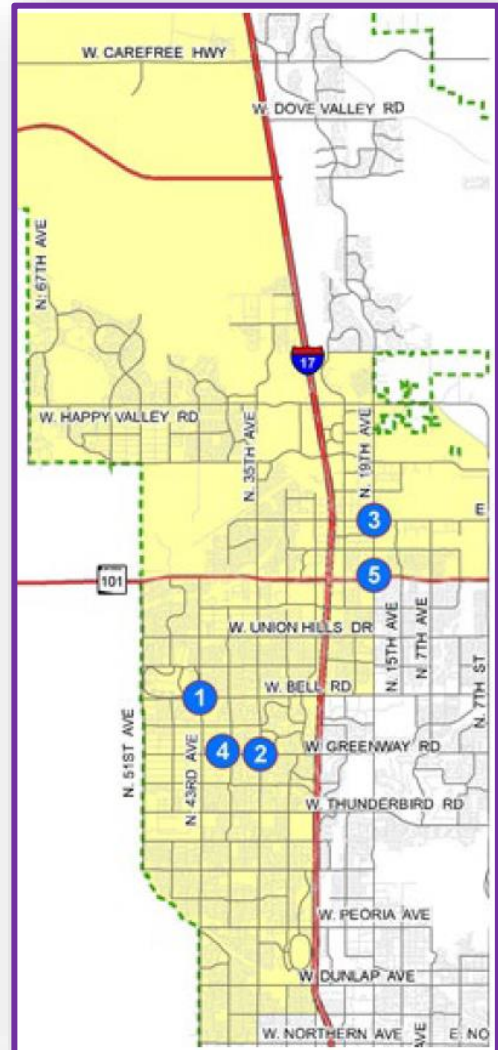 W. CAREFREE HWY
W. DOVE VALLEY RD
N. 67TH AVE
17
W. HAPPY VALLEY RD
N. 35TH AVE
N. 19TH AVE
3
E
101
5
W. UNION HILLS DR
N. 15TH AVE
N. 7TH AVE
N. 7TH ST
1
W. BELL RD
N. 51ST AVE
N. 43RD AVE
4
2
W. GREENWAY RD
W. THUNDERBIRD RD
W. PEORIA AVE
W. DUNLAP AVE
W. NORTHERN AVE
AVE
E. NO